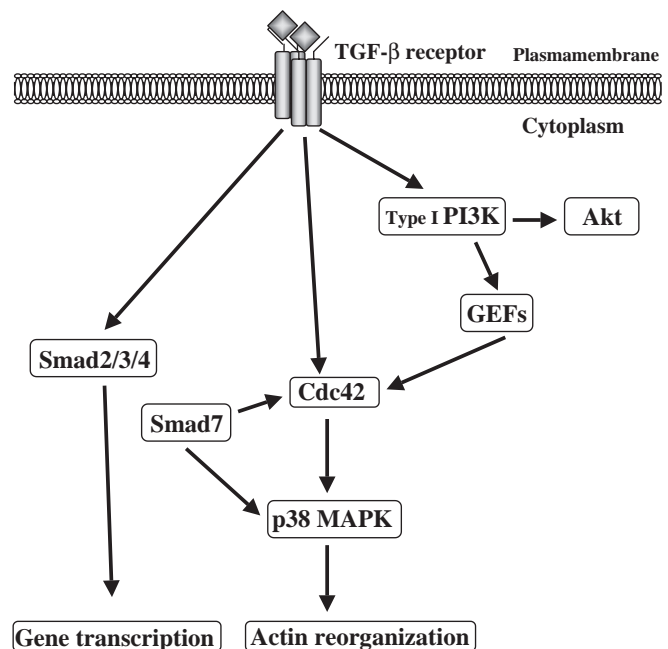 TGF-β receptor
Plasmamembrane
Cytoplasm
Type I PI3K
Akt
GEFs
Smad2/3/4
Cdc42
Smad7
p38 MAPK
Gene transcription
Actin reorganization